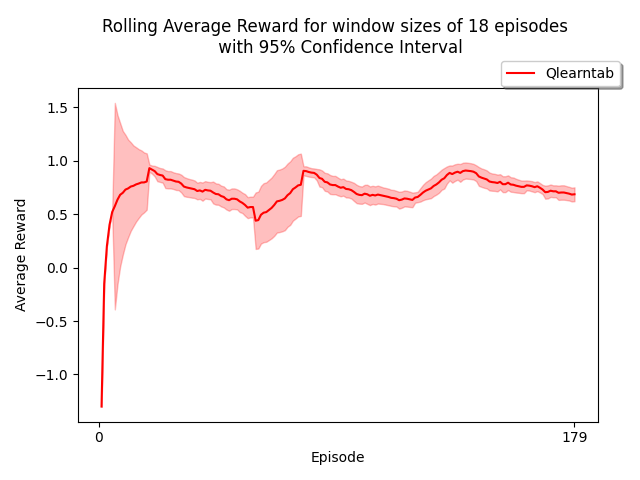 Rolling Average Reward for window sizes of 18 episodes
with 95% Confidence Interval
Qlearntab
1.5
1.0
0.5
0.0
−0.5
−1.0
Average Reward
0
179
Episode